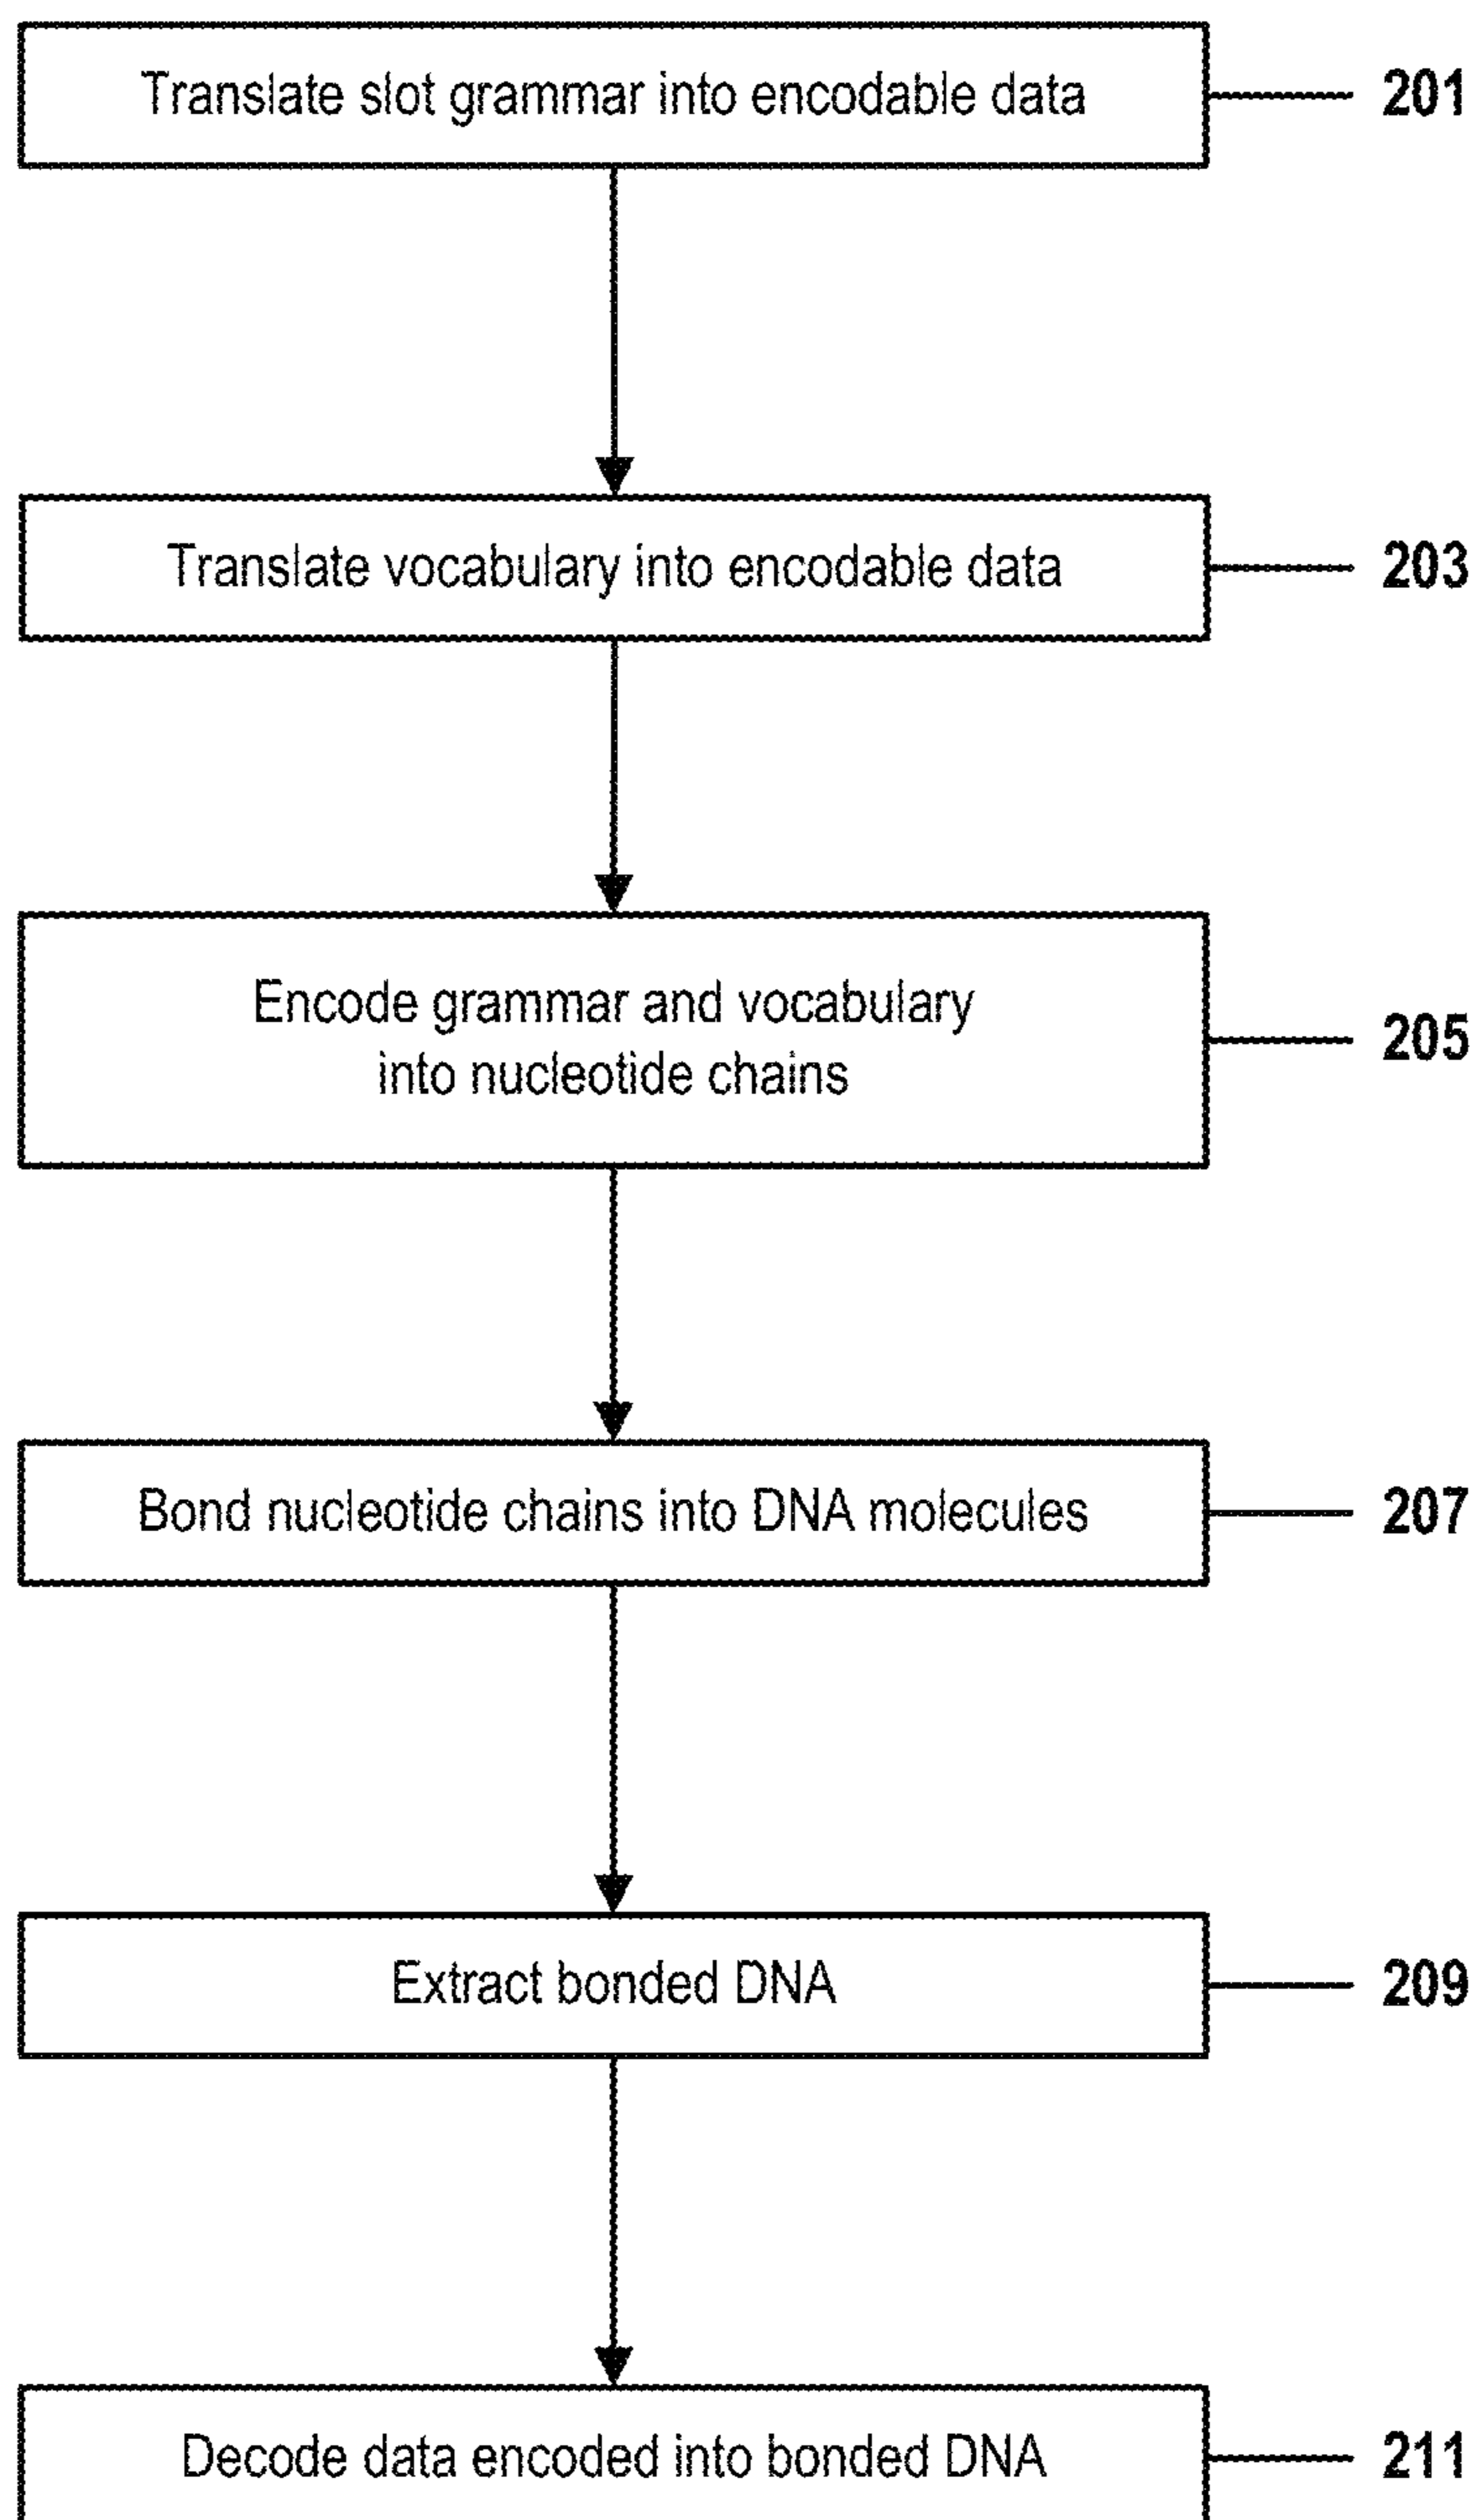 Translate slot grammar into encodable data 201
Translate vocabulary into encodable data 203
Encode grammar and vocabulary
into nucleotide chains
205
Bond nucleotide chains into DNA molecules 207
Extract bonded DNA 209
Decode data encoded into bonded DNA 211